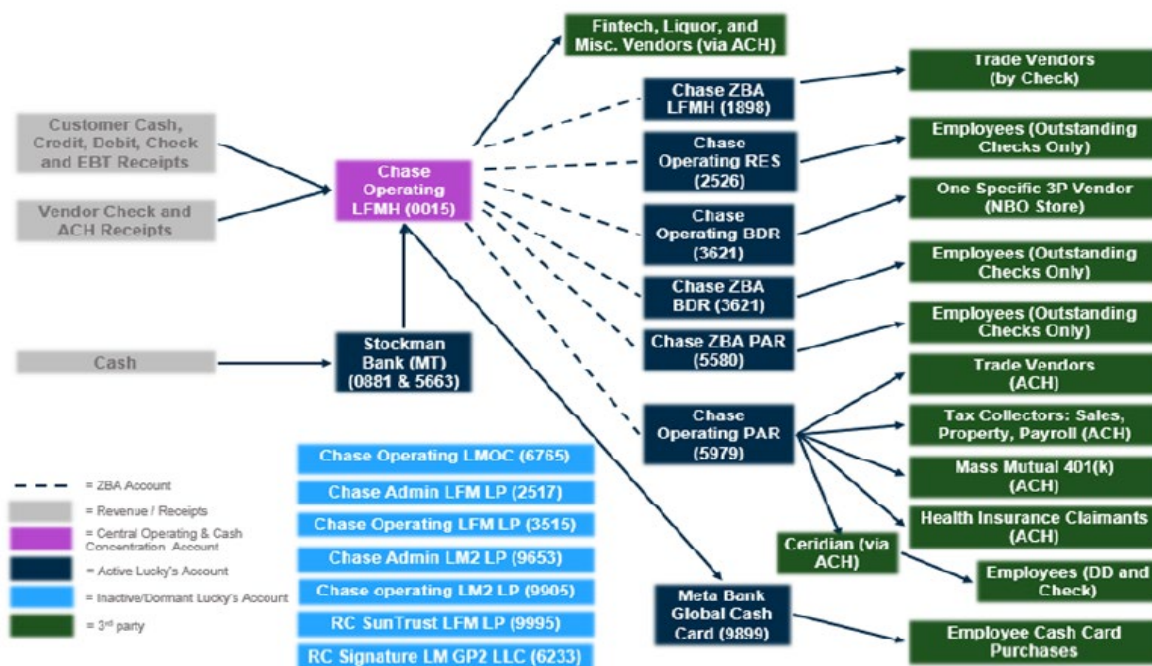 Fintech, Liquor, and
Misc. Vendors (via ACH)
Customer Cash,
Credit, Debit, Check
and EBT Receipts
Vendor Check and
ACH Receipts
Cash
Chase
Operating
LFMH (0015)
Stockman
Bank (MT)
(0881 & 5663)
Chase ZBA
LFMH (1898)
Chase
Operating RES
(2526)
Chase
Operating BDR
(3621)
Chase ZBA
BDR (3621)
Chase ZBA PAR
(5580)
Chase
Operating PAR
(5979)
Meta Bank
Global Cash
Card (9899)
Trade Vendors
(by Check)
Employees (Outstanding
Checks Only)
One Specific 3P Vendor
(NBO Store)
Employees (Outstanding
Checks Only)
Employees (Outstanding
Checks Only)
Trade Vendors
(ACH)
Tax Collectors: Sales,
Property, Payroll (ACH)
Mass Mutual 401(k)
(ACH)
Health Insurance Claimants
(ACH)
Ceridian (via
ACH)
Employees (DD and
Check)
Employee Cash Card
Purchases
Chase Operating LMOC (6765)
Chase Admin LFM LP (2517)
Chase Operating LFM LP (3515)
Chase Admin LM2 LP (9653)
Chase operating LM2 LP (9905)
RC SunTrust LFM LP (9995)
RC Signature LM GP2 LLC (6233)
= ZBA Account
= Revenue / Receipts
= Central Operating & Cash
Concentration Account
= Active Lucky's Account
= Inactive/Dormant Lucky's Account
= 3rd party